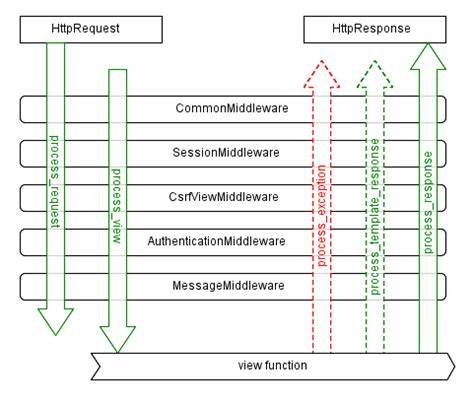 HttpRequest
HttpResponse
CommonMiddleware
SessionMiddleware
CsrfViewMiddleware
AuthenticationMiddleware
MessageMiddleware
process_request
process_view
process_exception
process_template_response
process_response
view function